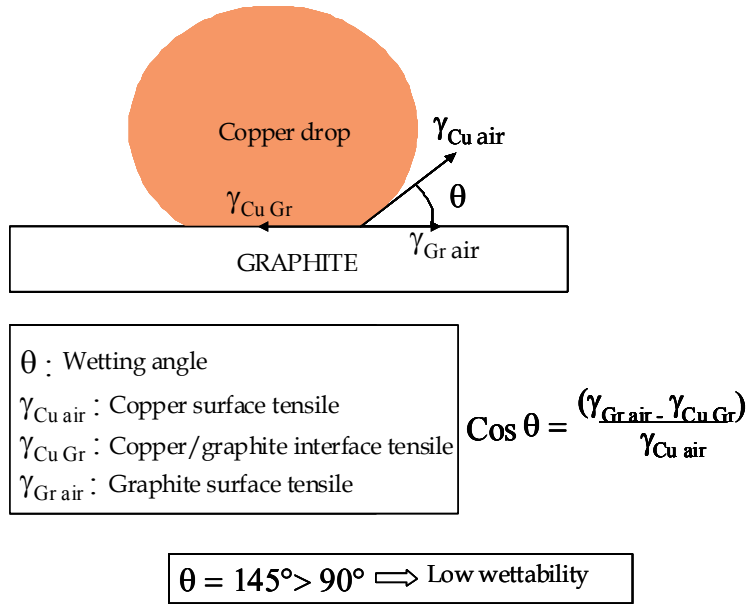 Copper drop
γCu air
γCu Gr
θ
γGr air
GRAPHITE
θ : Wetting angle
γCu air : Copper surface tensile
γCu Gr : Copper/graphite interface tensile
γGr air : Graphite surface tensile
Cos θ = (γGr air - γCu Gr) / γCu air
θ = 145°> 90° ⇨ Low wettability